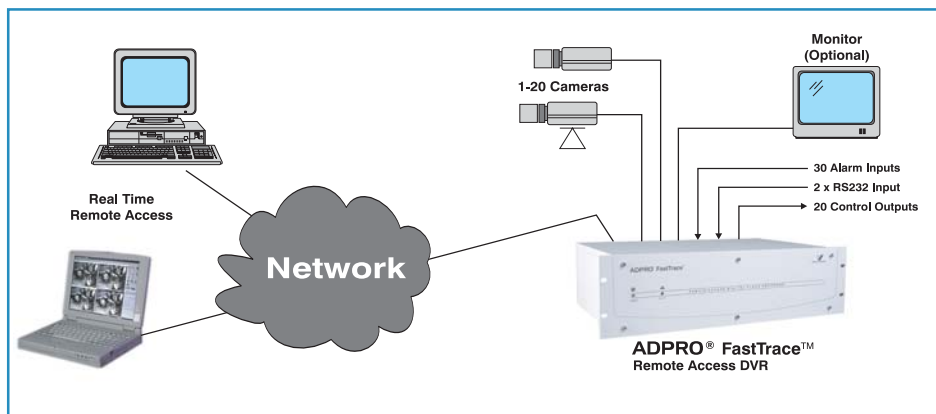 Monitor
(Optional)
1-20 Cameras
30 Alarm Inputs
2 x RS232 Input
20 Control Outputs
Real Time
Remote Access
Network
ADPRO FastTrace
ADPRO® FastTrace™
Remote Access DVR